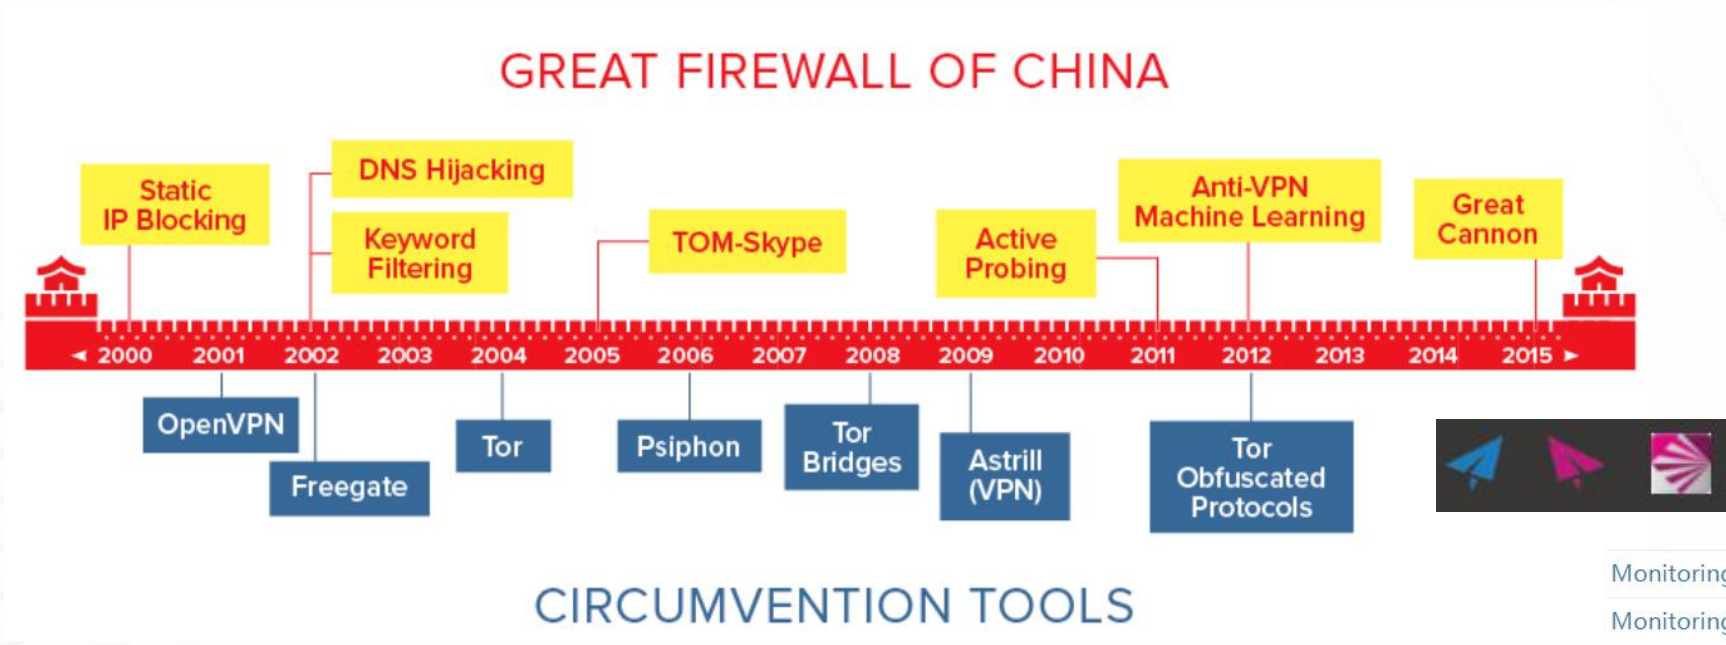 GREAT FIREWALL OF CHINA
Static
IP Blocking
DNS Hijacking
Keyword
Filtering
TOM-Skype
Active
Probing
Anti-VPN
Machine Learning
Great
Cannon
2000 2001 2002 2003 2004 2005 2006 2007 2008 2009 2010 2011 2012 2013 2014 2015
OpenVPN
Freegate
Tor
Psiphon
Tor
Bridges
Astrill
(VPN)
Tor
Obfuscated
Protocols
CIRCUMVENTION TOOLS
Monitoring
Monitoring